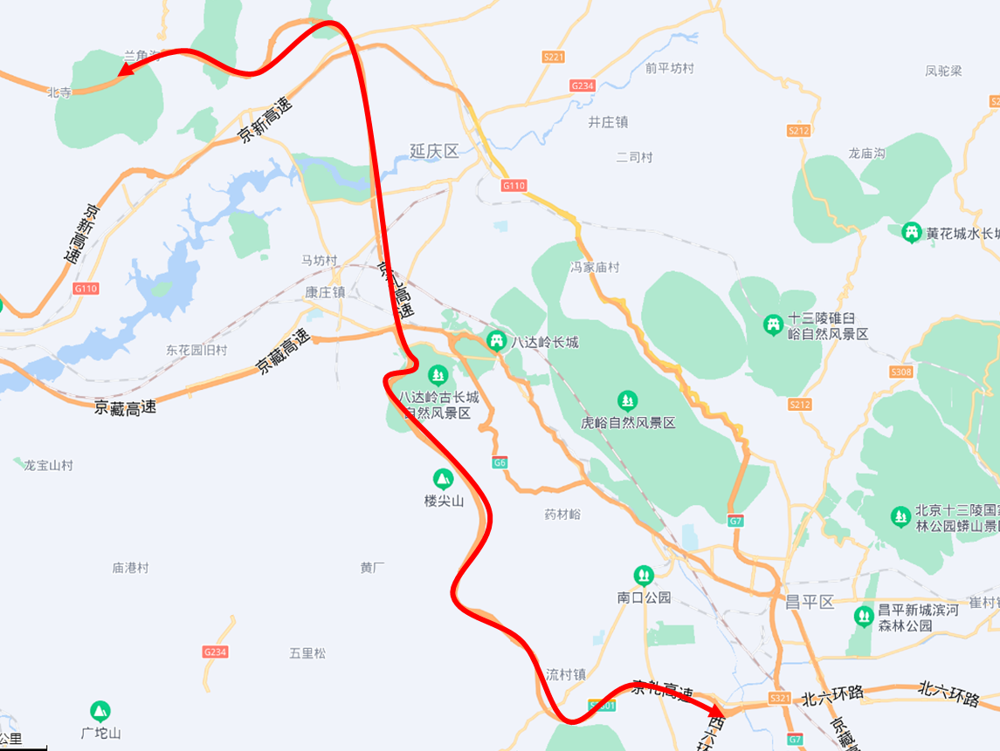 兰角沟
北寺
京新高速
S221
G234
前平坊村
凤驼梁
井庄镇
S212
延庆区
二司村
龙庙沟
G110
京新高速
黄花城水长城
马坊村
冯家庙村
G110
康庄镇
京礼高速
十三陵碓臼
峪自然风景区
八达岭长城
东花园旧村
京藏高速
S308
八达岭古长城
自然风景区
京藏高速
虎峪自然风景区
S212
龙宝山村
G6
楼尖山
药材峪
G7
北京十三陵国家
林公园蟒山景
庙港村
黄厂
南口公园
昌平区
崔村镇
昌平新城滨河
森林公园
G234
五里松
流村镇
京礼高速
北六环路
北六环路
S321
广坨山
西六环
京藏高
G7
公里